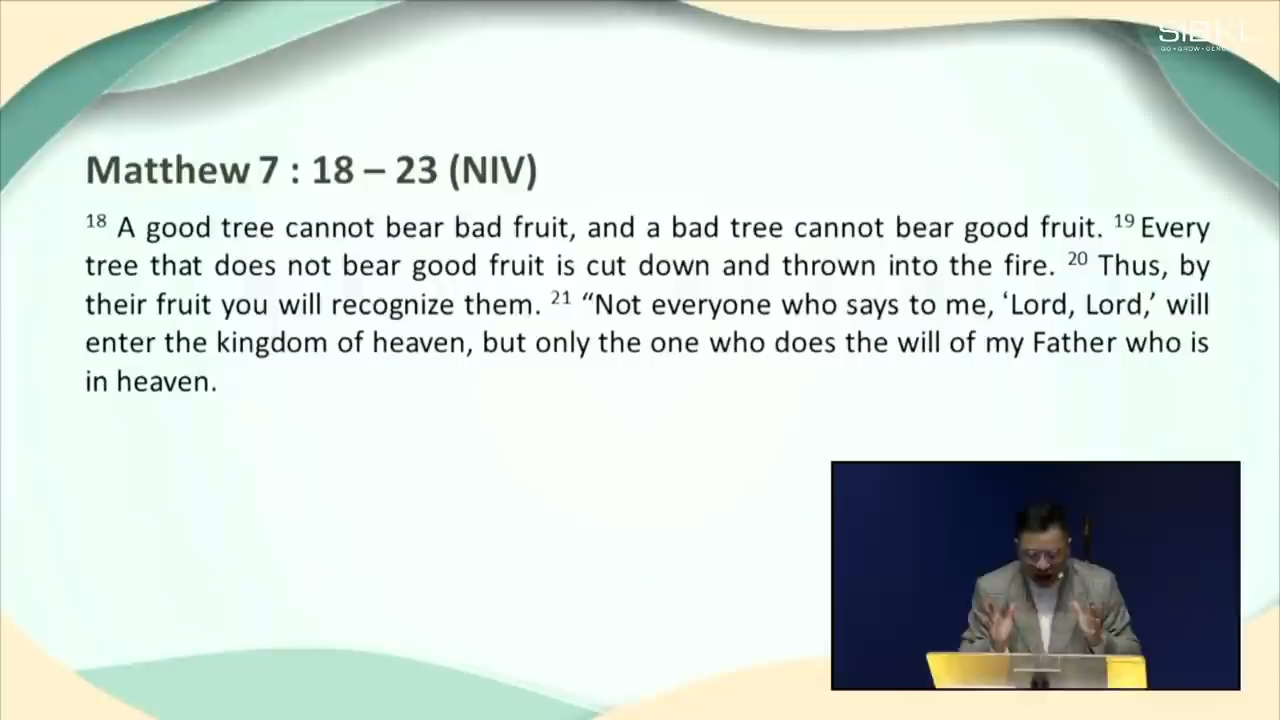 SIBKL
Matthew 7 : 18 – 23 (NIV)
18 A good tree cannot bear bad fruit, and a bad tree cannot bear good fruit. 19 Every
tree that does not bear good fruit is cut down and thrown into the fire. 20 Thus, by
their fruit you will recognize them. 21 “Not everyone who says to me, ‘Lord, Lord,’ will
enter the kingdom of heaven, but only the one who does the will of my Father who is
in heaven.